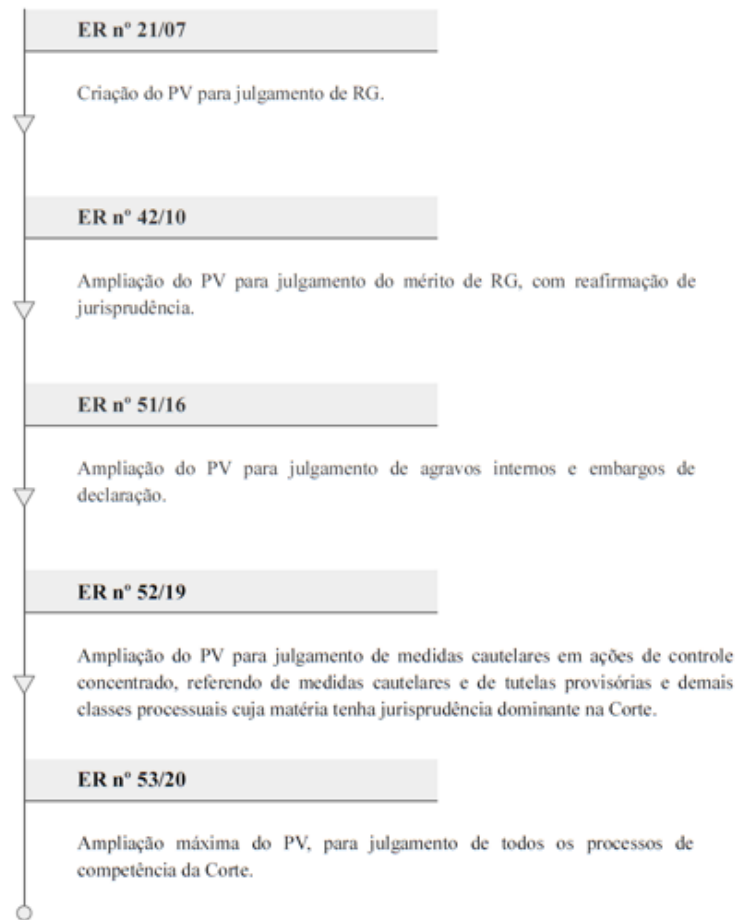 ER nº 21/07
Criação do PV para julgamento de RG.
ER nº 42/10
Ampliação do PV para julgamento do mérito de RG, com reafirmação de
jurisprudência.
ER nº 51/16
Ampliação do PV para julgamento de agravos internos e embargos de
declaração.
ER nº 52/19
Ampliação do PV para julgamento de medidas cautelares em ações de controle
concentrado, referendo de medidas cautelares e de tutelas provisórias e demais
classes processuais cuja matéria tenha jurisprudência dominante na Corte.
ER nº 53/20
Ampliação máxima do PV, para julgamento de todos os processos de
competência da Corte.